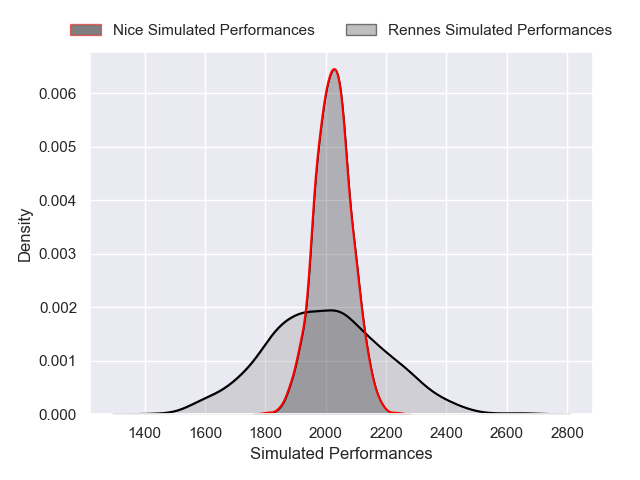 Nice Simulated Performances Rennes Simulated Performances
0.006
0.005
0.004
0.003
0.002
0.001
0.000
Density
1400 1600 1800 2000 2200 2400 2600 2800
Simulated Performances